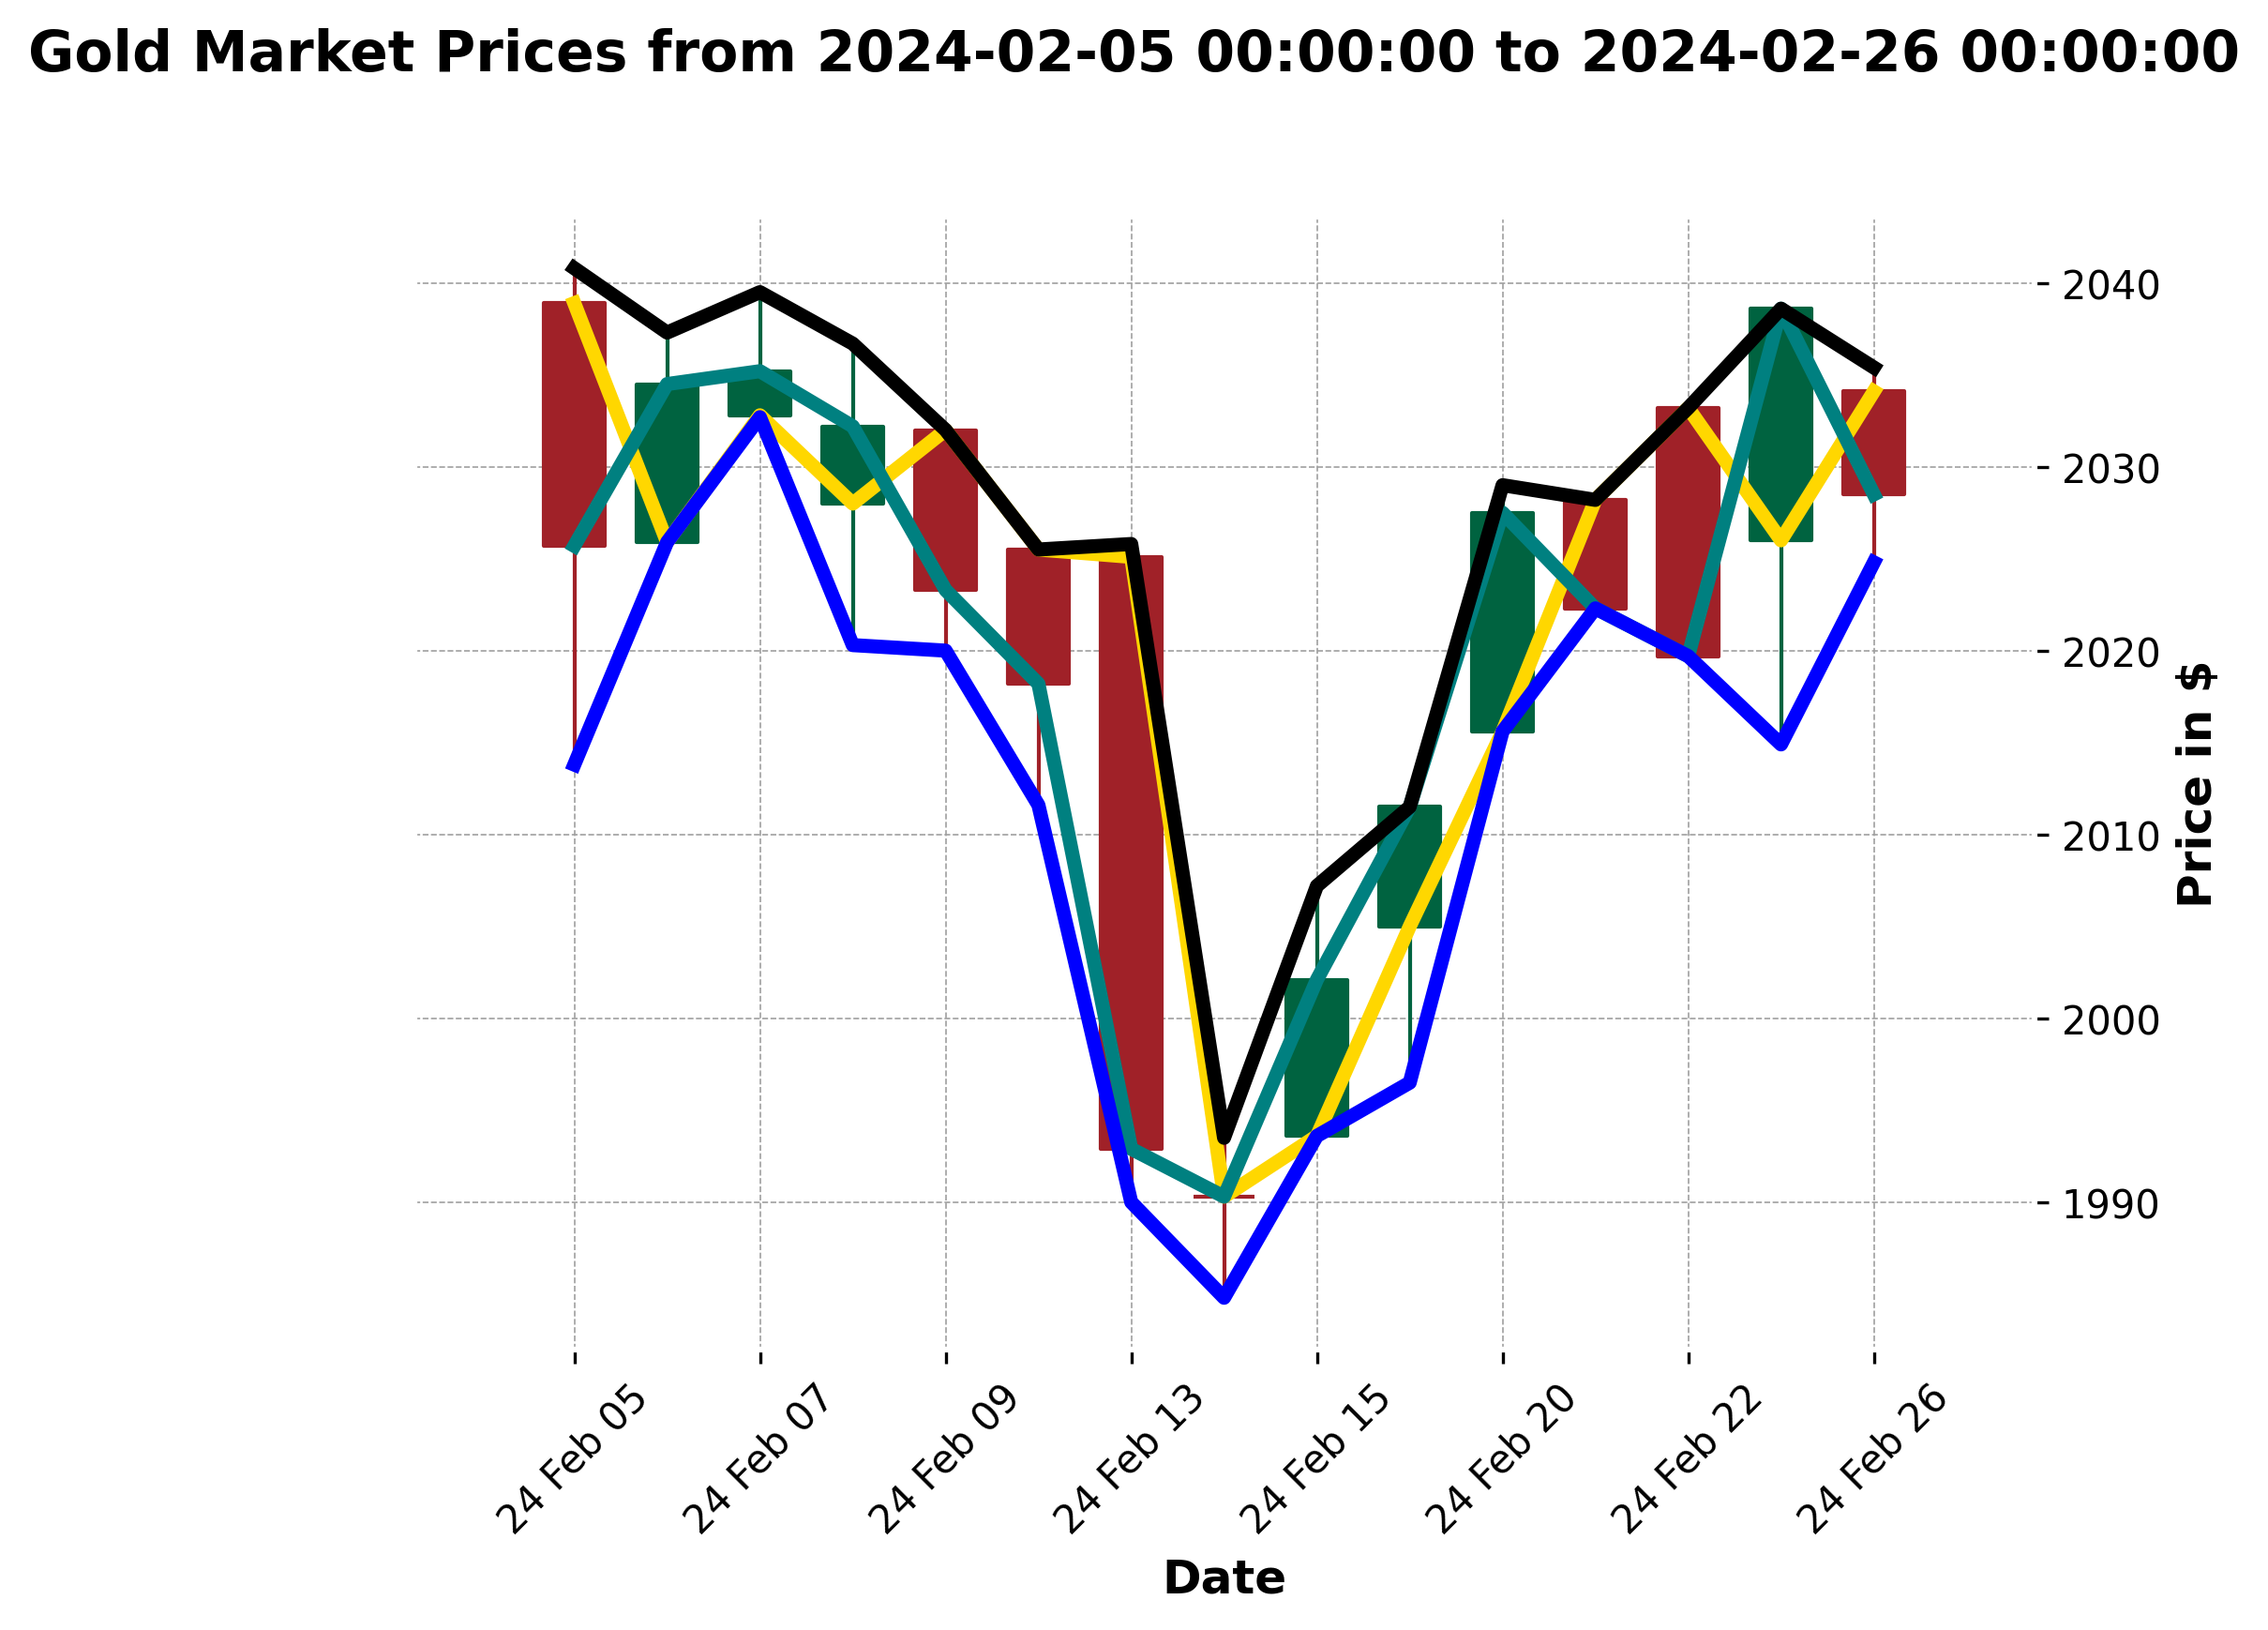 Gold Market Prices from 2024-02-05 00:00:00 to 2024-02-26 00:00:00
2040
2030
2020
2010
2000
1990
Price in $
24 Feb 05
24 Feb 07
24 Feb 09
24 Feb 13
24 Feb 15
24 Feb 20
24 Feb 22
24 Feb 26
Date